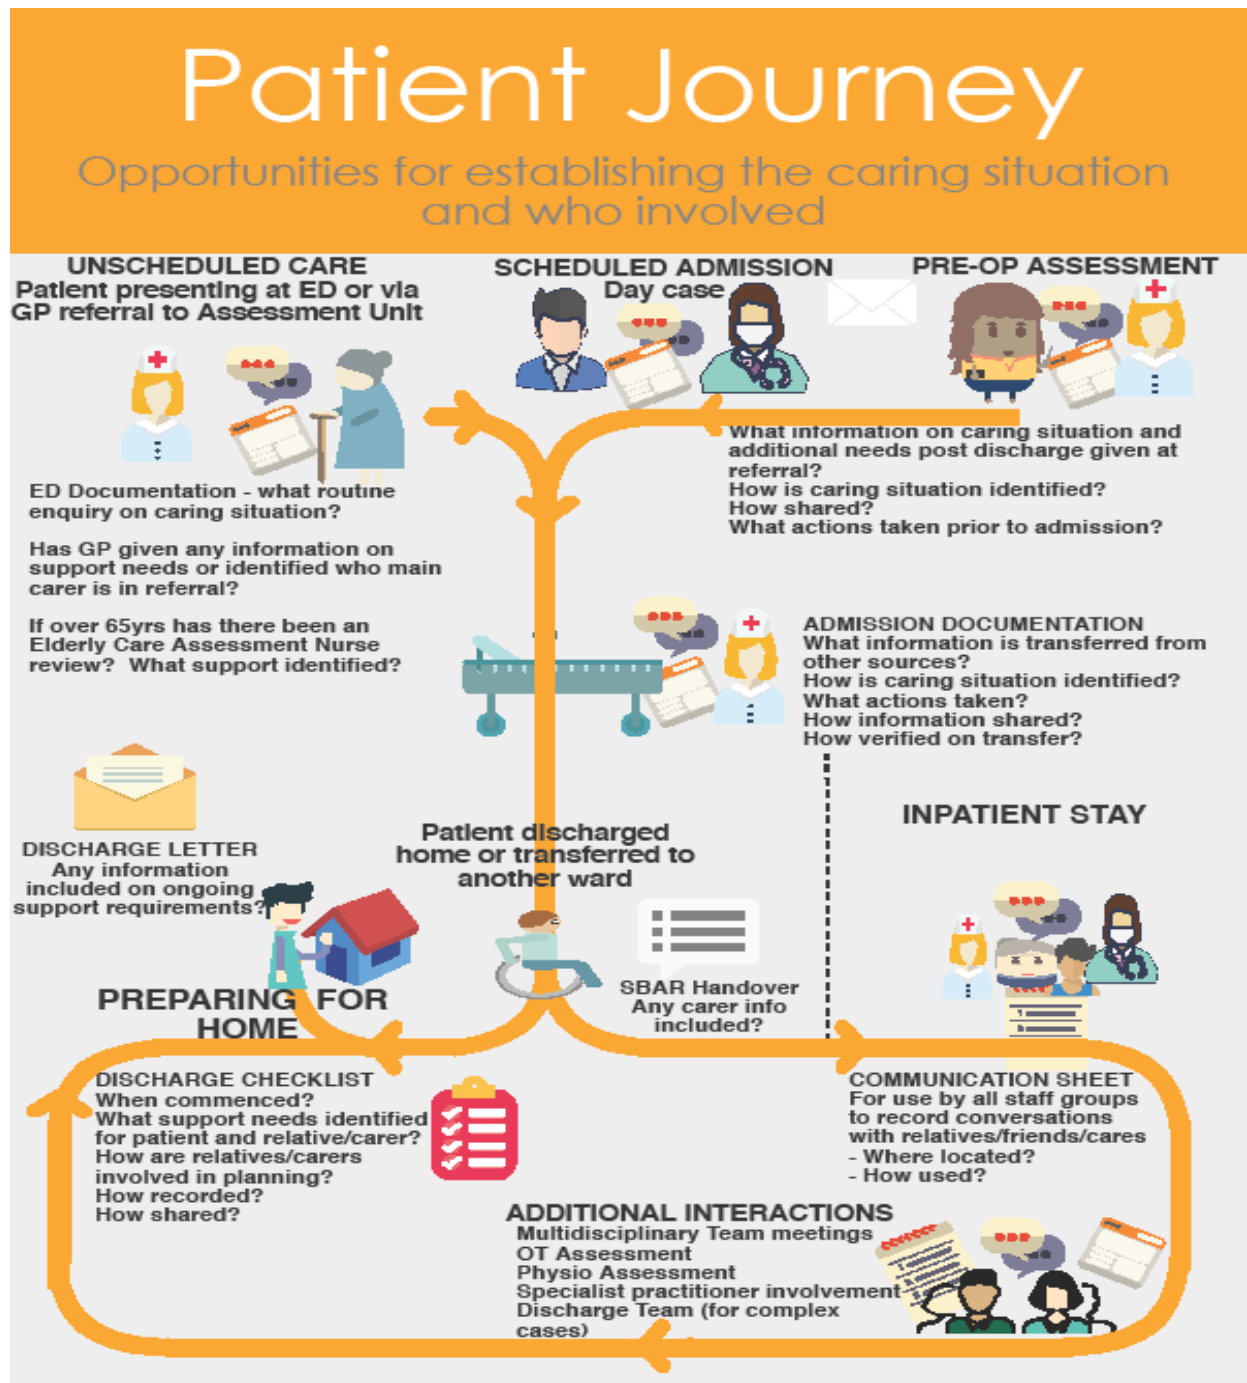 Patient Journey
Opportunities for establishing the caring situation
and who involved
UNSCHEDULED CARE
Patient presenting at ED or via
GP referral to Assessment Unit
SCHEDULED ADMISSION
Day case
PRE-OP ASSESSMENT
ED Documentation - what routine
enquiry on caring situation?
Has GP given any information on
support needs or identified who main
carer is in referral?
If over 65yrs has there been an
Elderly Care Assessment Nurse
review? What support identified?
What information on caring situation and
additional needs post discharge given at
referral?
How is caring situation identified?
How shared?
What actions taken prior to admission?
ADMISSION DOCUMENTATION
What information is transferred from
other sources?
How is caring situation identified?
What actions taken?
How information shared?
How verified on transfer?
INPATIENT STAY
Patient discharged
home or transferred to
another ward
DISCHARGE LETTER
Any information
included on ongoing
support requirements?
SBAR Handover
Any carer info
included?
PREPARING FOR
HOME
DISCHARGE CHECKLIST
When commenced?
What support needs identified
for patient and relative/carer?
How are relatives/carers
involved in planning?
How recorded?
How shared?
COMMUNICATION SHEET
For use by all staff groups
to record conversations
with relatives/friends/cares
- Where located?
- How used?
ADDITIONAL INTERACTIONS
Multidisciplinary Team meetings
OT Assessment
Physio Assessment
Specialist practitioner involvement
Discharge Team (for complex
cases)